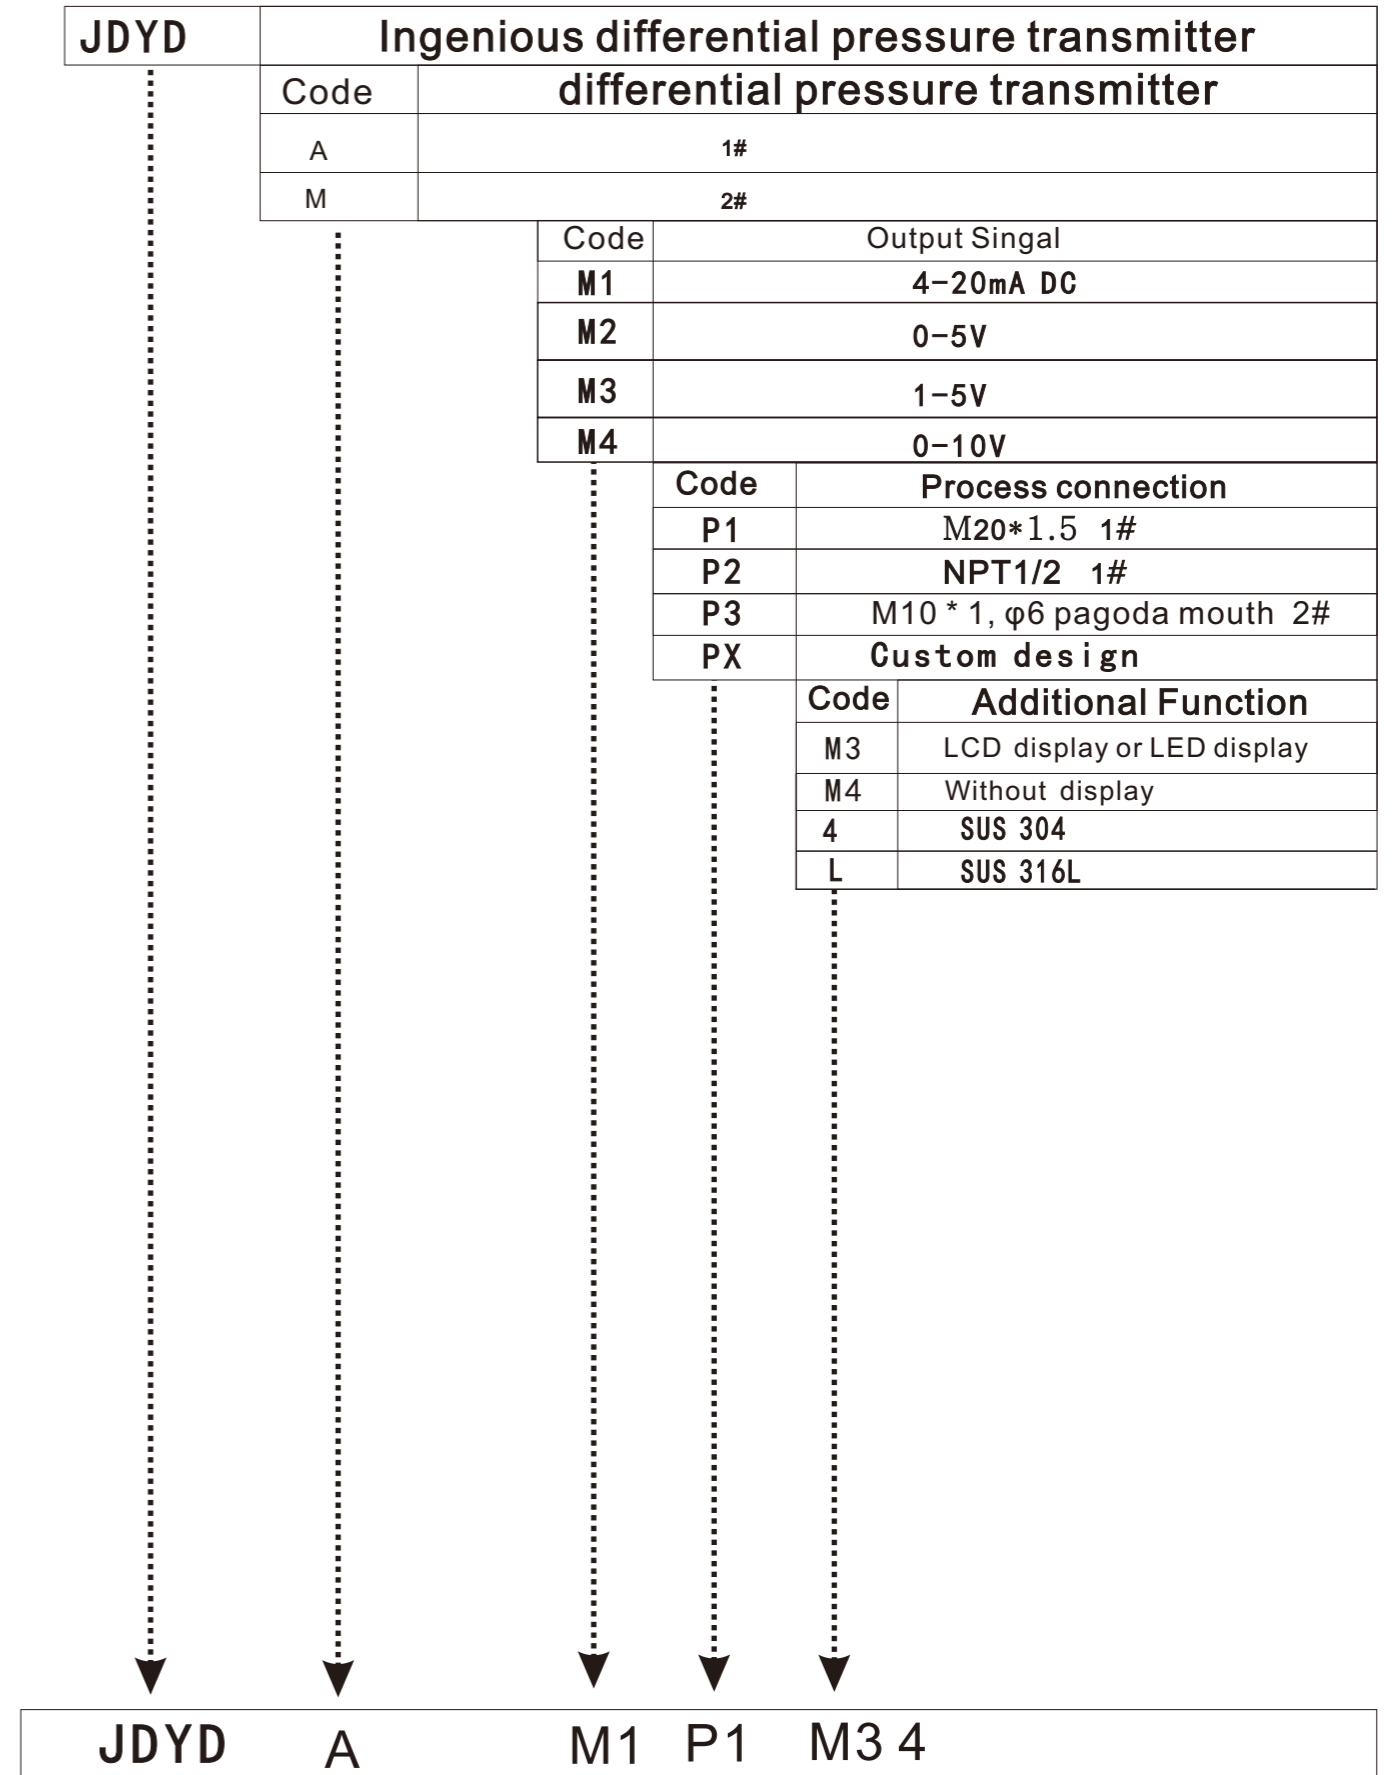 JDYD Ingenious differential pressure transmitter
Code differential pressure transmitter
A 1#
M 2#
Code Output Singal
M1 4-20mA DC
M2 0-5V
M3 1-5V
M4 0-10V
Code Process connection
P1 M20*1.5 1#
P2 NPT1/2 1#
P3 M10 * 1, φ6 pagoda mouth 2#
PX Custom design
Code Additional Function
M3 LCD display or LED display
M4 Without display
4 SUS 304
L SUS 316L
JDYD A M1 P1 M3 4